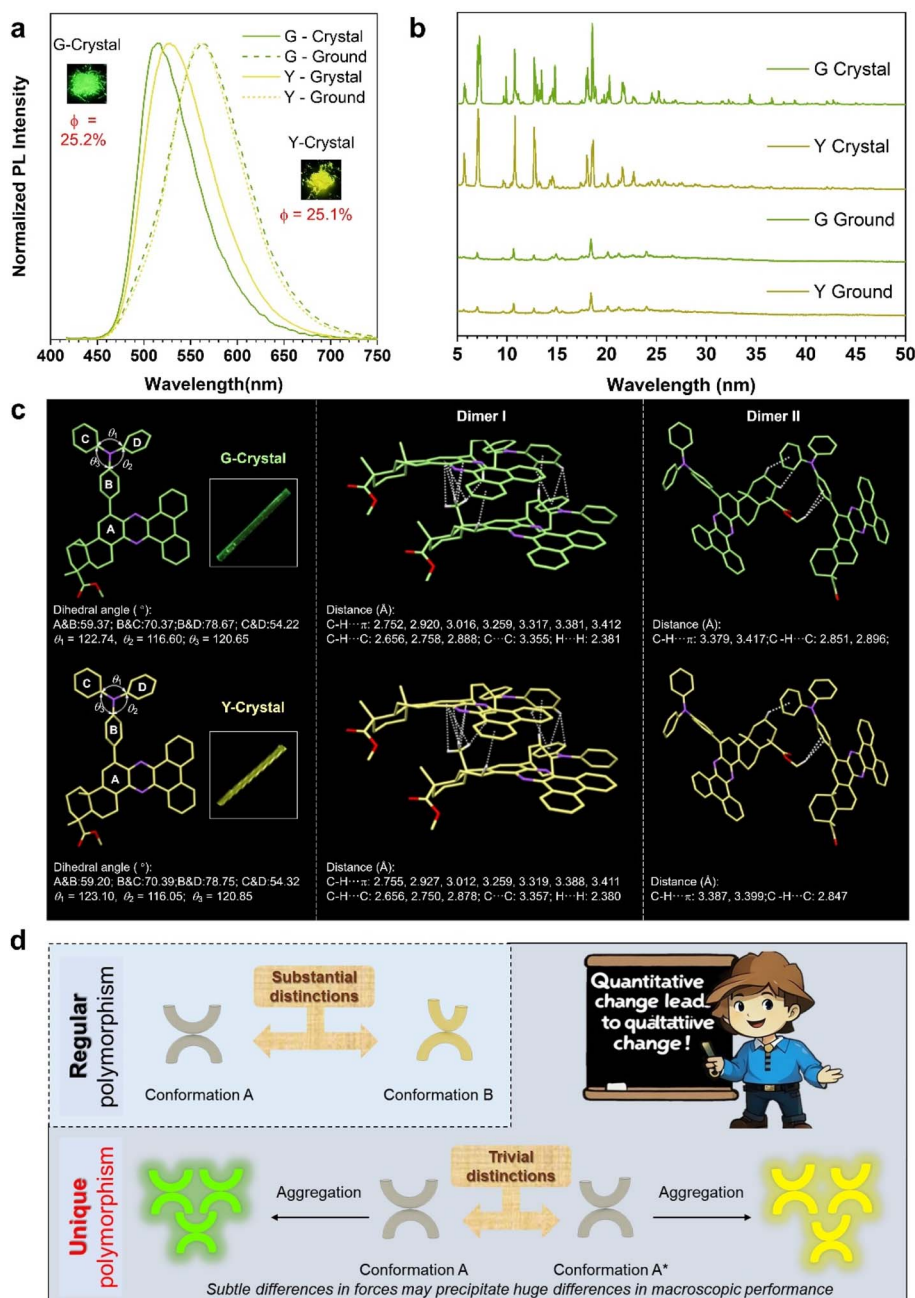 a
G-Crystal
ϕ =
25.2%
G - Crystal
G - Ground
Y - Grystal
Y - Ground
Y-Crystal
ϕ = 25.1%
Normalized PL Intensity
400 450 500 550 600 650 700 750
Wavelength(nm)
b
G Crystal
Y Crystal
G Ground
Y Ground
5 10 15 20 25 30 35 40 45 50
Wavelength (nm)
c
C θ1 D
θ3 θ2
B
A
G-Crystal
Dihedral angle ( °):
A&B:59.37; B&C:70.37;B&D:78.67; C&D:54.22
θ1 = 122.74, θ2 = 116.60; θ3 = 120.65
Dimer I
Distance (Å):
C-H···π: 2.752, 2.920, 3.016, 3.259, 3.317, 3.381, 3.412
C-H···C: 2.656, 2.758, 2.888; C···C: 3.355; H···H: 2.381
Dimer II
Distance (Å):
C-H···π: 3.379, 3.417;C -H···C: 2.851, 2.896;
C θ1 D
θ3 θ2
B
A
Y-Crystal
Dihedral angle ( °):
A&B:59.20; B&C:70.39;B&D:78.75; C&D:54.32
θ1 = 123.10, θ2 = 116.05; θ3 = 120.85
Distance (Å):
C-H···π: 2.755, 2.927, 3.012, 3.259, 3.319, 3.388, 3.411
C-H···C: 2.656, 2.750, 2.878; C···C: 3.357; H···H: 2.380
Distance (Å):
C-H···π: 3.387, 3.399;C -H···C: 2.847
d
Regular
polymorphism
Substantial
distinctions
Conformation A
Conformation B
Quantitative
change lead
to qualtatiive
change !
Unique
polymorphism
Aggregation
Trivial
distinctions
Aggregation
Conformation A
Conformation A*
Subtle differences in forces may precipitate huge differences in macroscopic performance